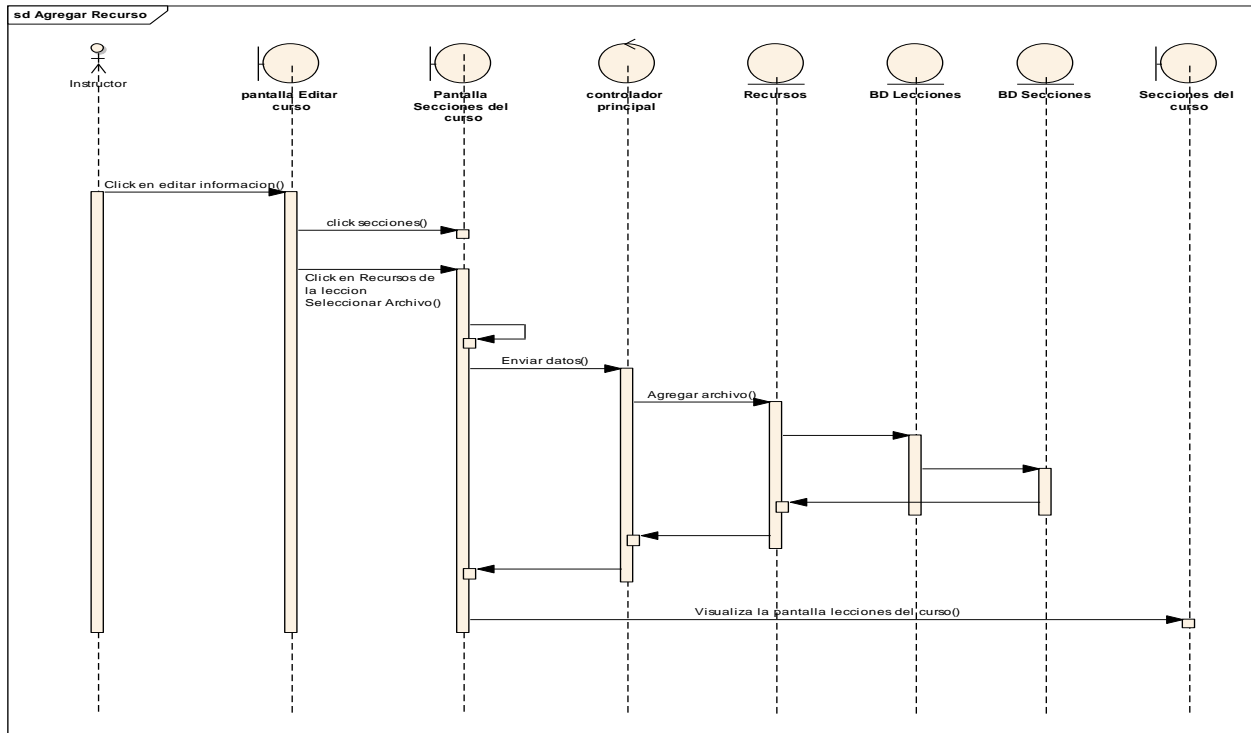 sd Agregar Recurso
Instructor
pantalla Editar
curso
Pantalla
Secciones del
curso
controlador
principal
Recursos
BD Lecciones
BD Secciones
Secciones del
curso
Click en editar informacion()
click secciones()
Click en Recursos de
la leccion
Seleccionar Archivo()
Enviar datos()
Agregar archivo()
Visualiza la pantalla lecciones del curso()